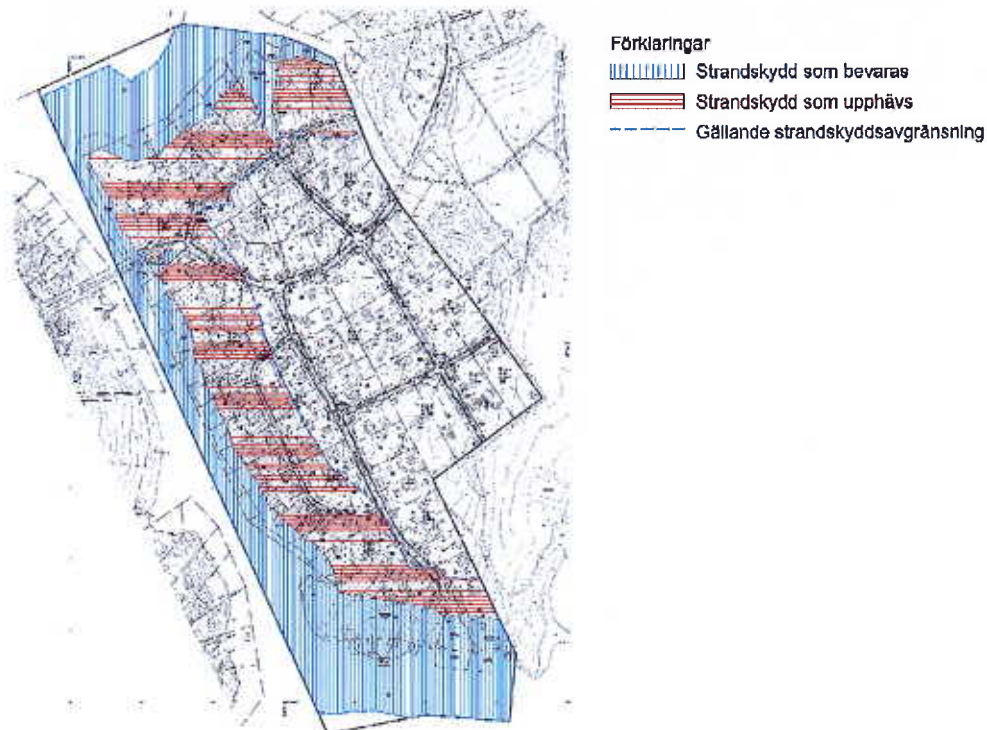 Förklaringar
Strandskydd som bevaras
Strandskydd som upphävs
Gällande strandskyddsavgränsning